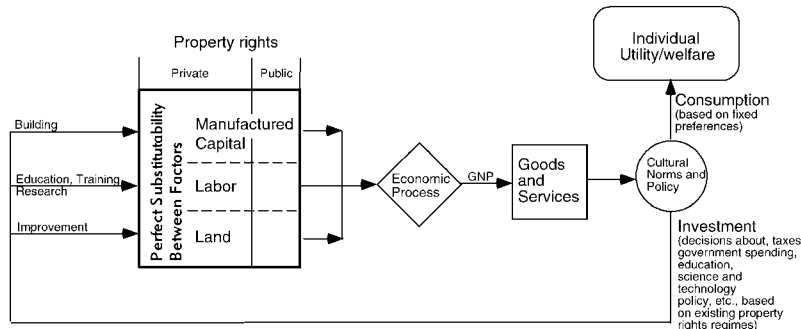 Property rights
Private
Public
Individual
Utility/welfare
Building
Education, Training,
Research
Improvement
Perfect Substitutability
Between Factors
Manufactured
Capital
Labor
Land
Economic
Process
GNP
Goods
and
Services
Cultural
Norms and
Policy
Consumption
(based on fixed
preferences)
Investment
(decisions about, taxes
government spending,
education,
science and
technology
policy, etc., based
on existing property
rights regimes)